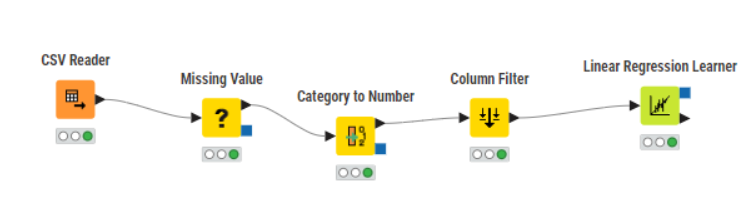 CSV Reader
Missing Value
Category to Number
Column Filter
Linear Regression Learner
?